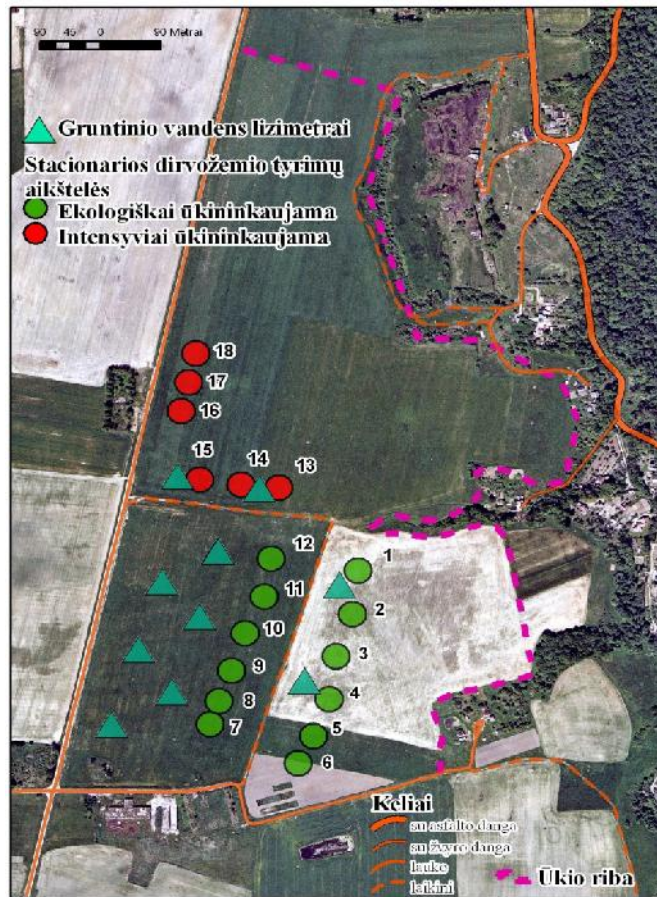 90 45 0 90 Metrai
Gruntinio vandens lizimetrai
Stacionarios dirvožemio tyrimų
aikštelės
Ekologiškai ūkininkaujama
Intensyviai ūkininkaujama
18
17
16
15
14
13
12
11
10
9
8
7
1
2
3
4
5
6
Keliai
su asfalto danga
su žvyro danga
lauko
laikini
Ūkio riba